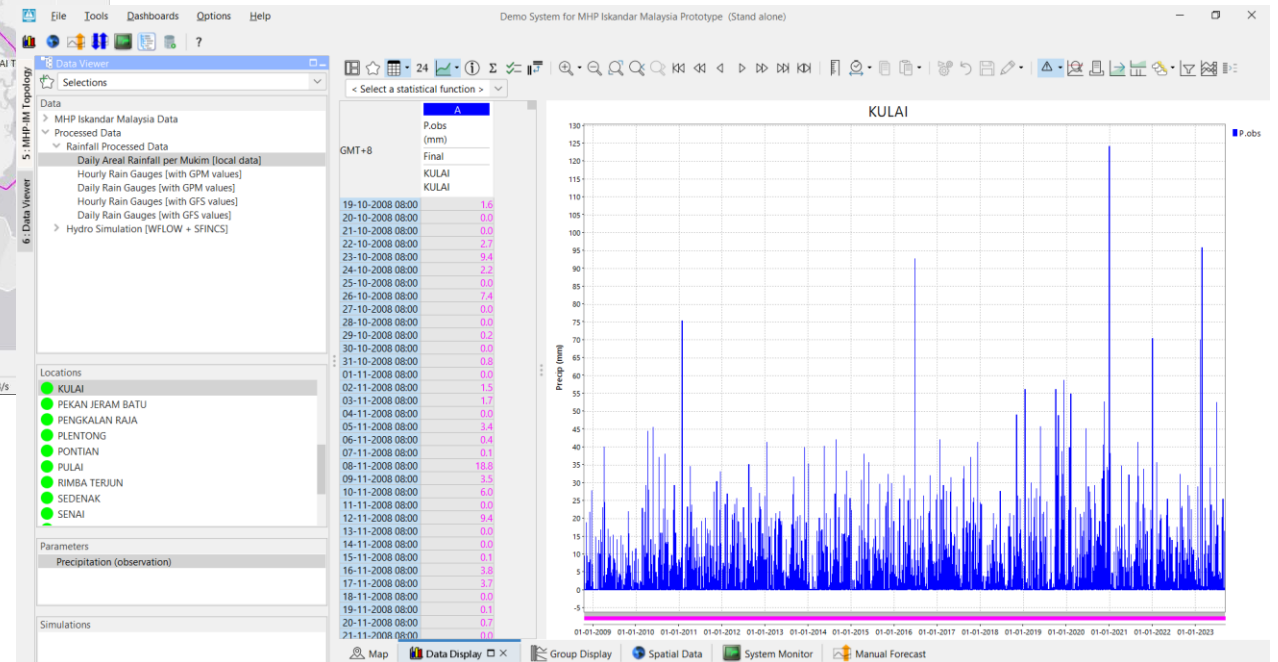 File Tools Dashboards Options Help
Demo System for MHP Iskandar Malaysia Prototype (Stand alone)
?
AI T
/s
5 : MHP-IM Topology
6 : Data Viewer
Data Viewer
Selections
Data
MHP Iskandar Malaysia Data
Processed Data
Rainfall Processed Data
Daily Areal Rainfall per Mukim [local data]
Hourly Rain Gauges [with GPM values]
Daily Rain Gauges [with GPM values]
Hourly Rain Gauges [with GFS values]
Daily Rain Gauges [with GFS values]
Hydro Simulation [WFLOW + SFINCS]
Locations
KULAI
PEKAN JERAM BATU
PENGKALAN RAJA
PLENTONG
PONTIAN
PULAI
RIMBA TERJUN
SEDENAK
SENAI
Parameters
Precipitation (observation)
Simulations
24 Σ
< Select a statistical function >
A
P.obs
(mm)
GMT+8
Final
KULAI
KULAI
19-10-2008 08:00 1.6
20-10-2008 08:00 0.0
21-10-2008 08:00 0.0
22-10-2008 08:00 2.7
23-10-2008 08:00 9.4
24-10-2008 08:00 2.2
25-10-2008 08:00 0.0
26-10-2008 08:00 7.4
27-10-2008 08:00 0.0
28-10-2008 08:00 0.0
29-10-2008 08:00 0.2
30-10-2008 08:00 0.0
31-10-2008 08:00 0.8
01-11-2008 08:00 0.0
02-11-2008 08:00 1.5
03-11-2008 08:00 1.7
04-11-2008 08:00 0.0
05-11-2008 08:00 3.4
06-11-2008 08:00 0.4
07-11-2008 08:00 0.1
08-11-2008 08:00 18.8
09-11-2008 08:00 3.5
10-11-2008 08:00 6.0
11-11-2008 08:00 0.0
12-11-2008 08:00 9.4
13-11-2008 08:00 0.0
14-11-2008 08:00 0.0
15-11-2008 08:00 0.1
16-11-2008 08:00 3.8
17-11-2008 08:00 3.7
18-11-2008 08:00 0.0
19-11-2008 08:00 0.1
20-11-2008 08:00 0.7
21-11-2008 08:00 0.0
KULAI
P.obs
Precip (mm)
130
125
120
115
110
105
100
95
90
85
80
75
70
65
60
55
50
45
40
35
30
25
20
15
10
5
0
-5
01-01-2009 01-01-2010 01-01-2011 01-01-2012 01-01-2013 01-01-2014 01-01-2015 01-01-2016 01-01-2017 01-01-2018 01-01-2019 01-01-2020 01-01-2021 01-01-2022 01-01-2023
Map Data Display Group Display Spatial Data System Monitor Manual Forecast